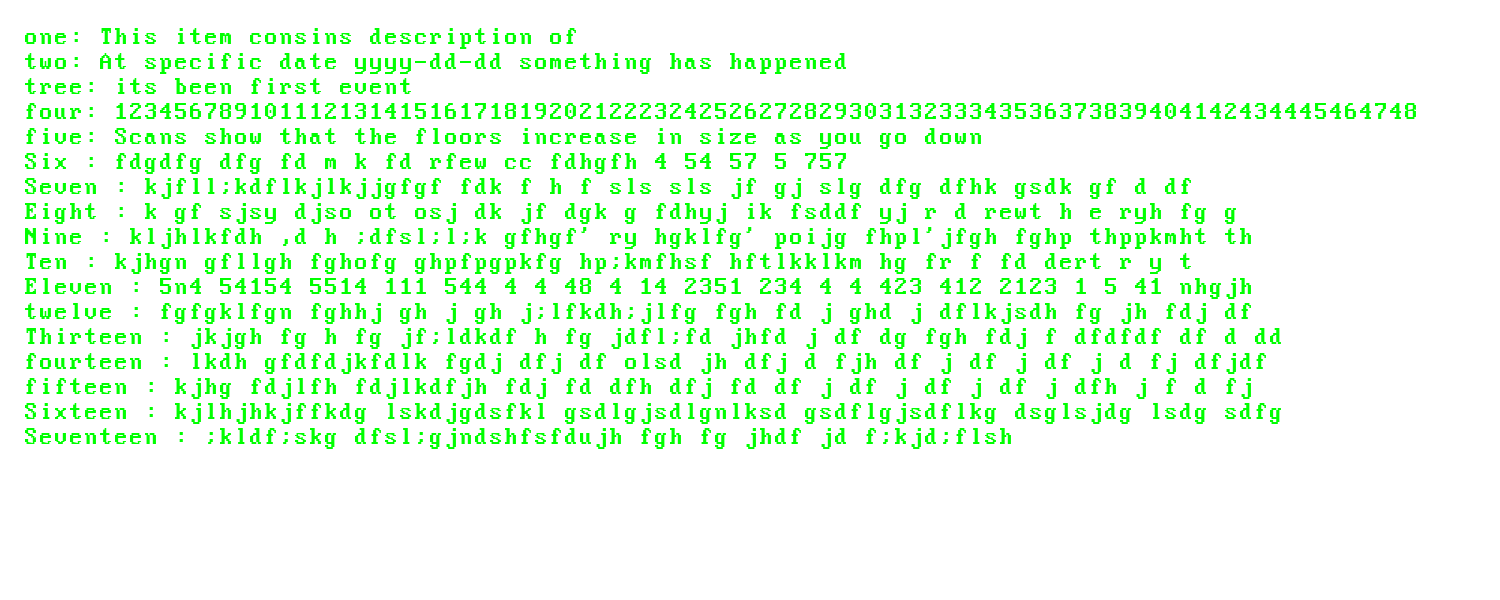 one: This item consins description of
two: At specific date yyyy-dd-dd something has happened
tree: its been first event
four: 123456789101112131415161718192021222324252627282930313233343536373839404142434445464748
five: Scans show that the floors increase in size as you go down
Six : fdgdfg dfg fd m k fd rfew cc fdhgfh 4 54 57 5 757
Seven : kjfll;kdflkjlkjjgfgf fdk f h f sls sls jf gj slg dfg dfhk gsdk gf d df
Eight : k gf sjsy djso ot osj dk jf dgk g fdhyj ik fsddf yj r d rewt h e ryh fg g
Nine : kljhlkfdh ,d h ;dfsl;l;k gfhgf' ry hgklfg' poijg fhpl'jfgh fghp thppkmht th
Ten : kjhgn gfllgh fghofg ghpfpgpkfg hp;kmfhsf hftlkklkm hg fr f fd dert r y t
Eleven : 5n4 54154 5514 111 544 4 4 48 4 14 2351 234 4 4 423 412 2123 1 5 41 nhgjh
twelve : fgfgklfgn fghhj gh j gh j;lfkdh;jlfg fgh fd j ghd j dflkjsdh fg jh fdj df
Thirteen : jkjgh fg h fg jf;ldkdf h fg jdfl;fd jhfd j df dg fgh fdj f dfdfdf df d dd
fourteen : lkdh gfdfdjkfdlk fgdj dfj df olsd jh dfj d fjh df j df j df j d fj dfjdf
fifteen : kjhg fdjlfh fdjlkdfjh fdj fd dfh dfj fd df j df j df j df j dfh j f d fj
Sixteen : kjlhjhkjffkdg lskdjgdsfkl gsdlgjsdlgnlksd gsdflgjsdflkg dsglsjdg lsdg sdfg
Seventeen : ;kldf;skg dfsl;gjndshfsfdujh fgh fg jhdf jd f;kjd;flsh